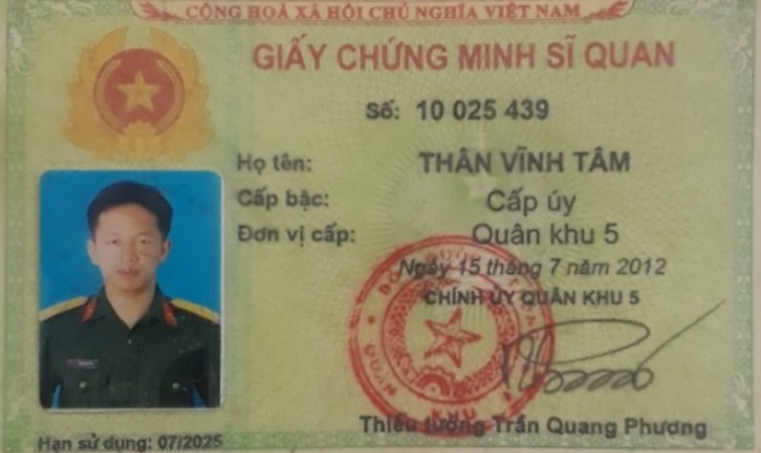 CỘNG HOÀ XÃ HỘI CHỦ NGHĨA VIỆT NAM
GIẤY CHỨNG MINH SĨ QUAN
Số: 10 025 439
Họ tên: THÂN VĨNH TÂM
Cấp bậc: Cấp úy
Đơn vị cấp: Quân khu 5
Ngày 15 tháng 7 năm 2012
CHÍNH ỦY QUÂN KHU 5
Thiếu tướng Trần Quang Phương
Hạn sử dụng: 07/2025